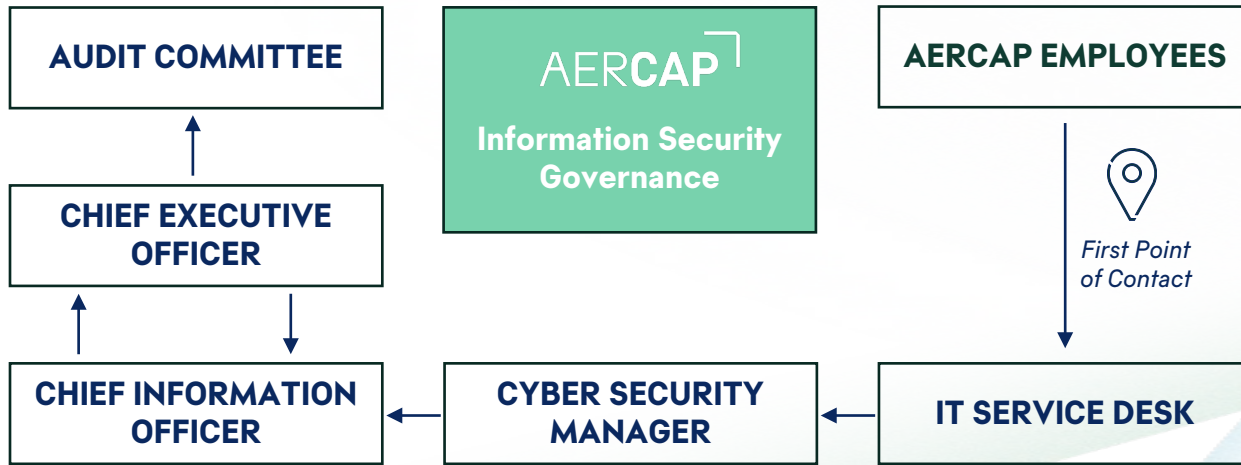 AUDIT COMMITTEE
AERCAP
Information Security
Governance
AERCAP EMPLOYEES
CHIEF EXECUTIVE
OFFICER
First Point
of Contact
CHIEF INFORMATION
OFFICER
CYBER SECURITY
MANAGER
IT SERVICE DESK